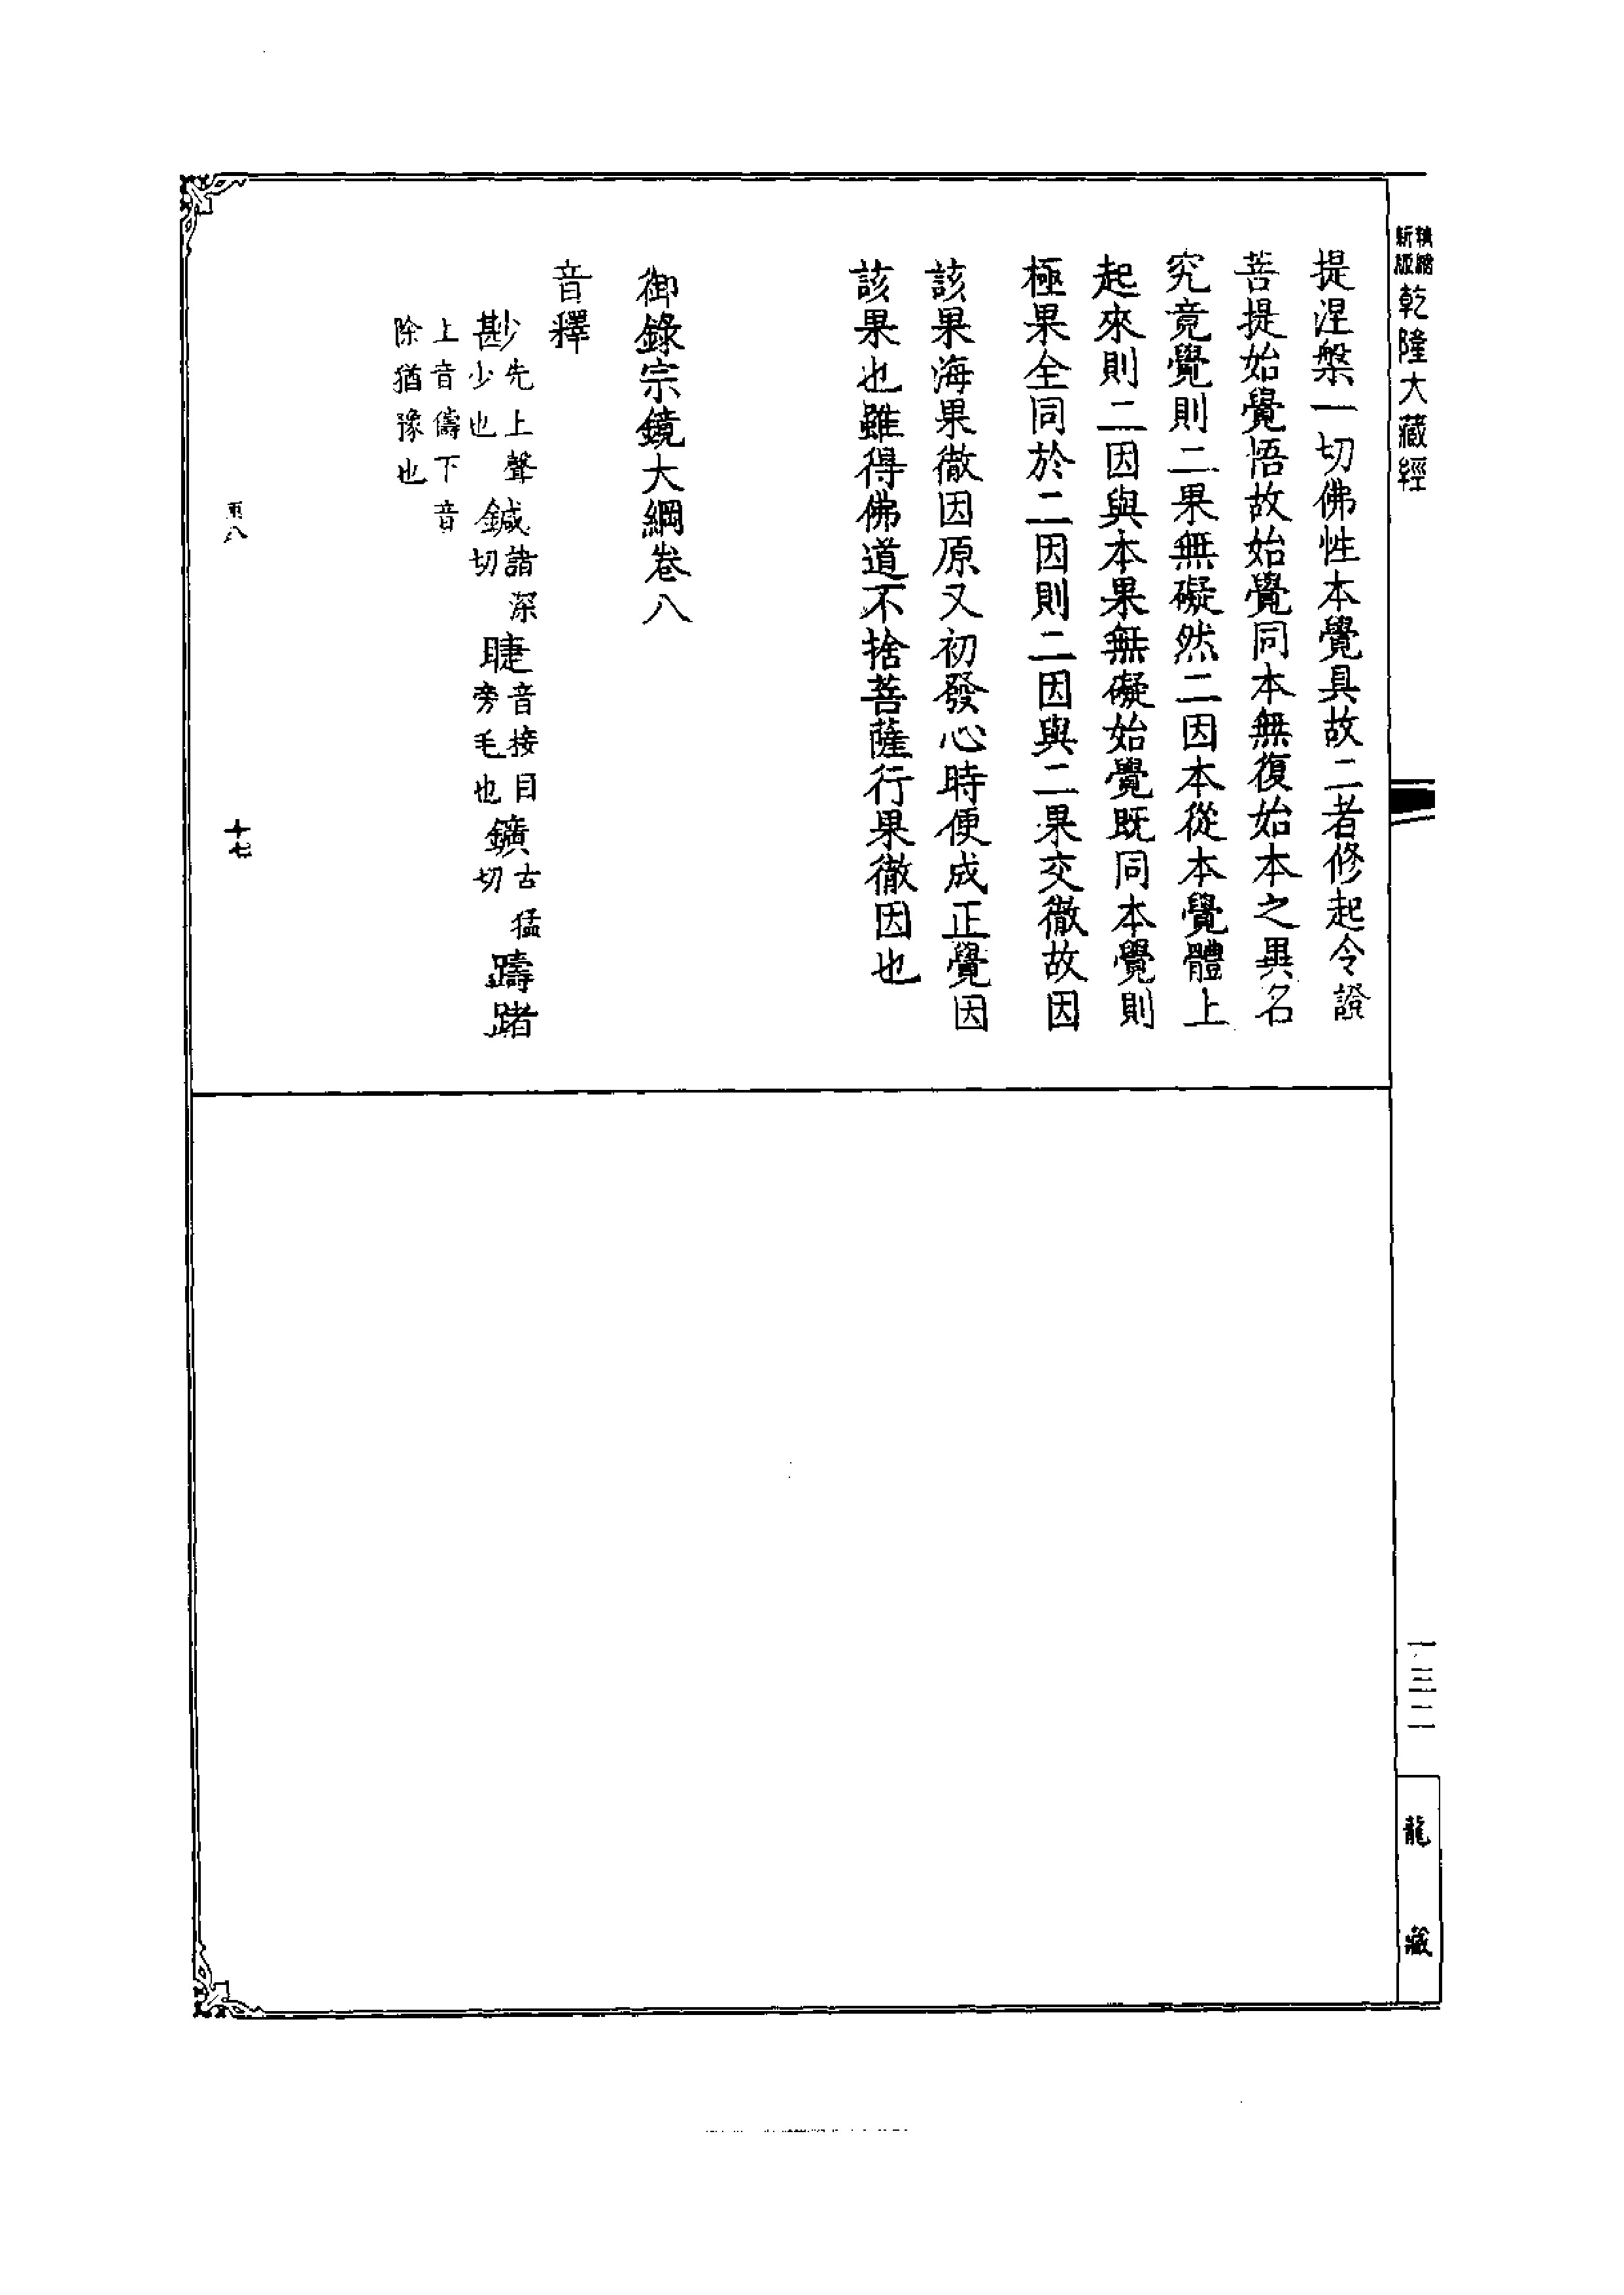 新版
乾隆大藏經
提涅槃一切佛性本覺具故二者修起令證
菩提始覺悟故始覺同本無復始本之異名
究竟覺則二果無礙然二因本從本覺體上
起來則二因與本果無礙始覺既同本覺則
極果全同於二因則二因與二果交徹故因
該果海果徹因原又初發心時便成正覺因
該果也雖得佛道不捨菩薩行果徹因也
御錄宗鏡大綱卷八
音釋
尠少先上聲少也 鍼諸深切 睫音接目旁毛也 鑛古猛切 躊躇
上音儔下音
除猶豫也
十七
一三二
龍藏